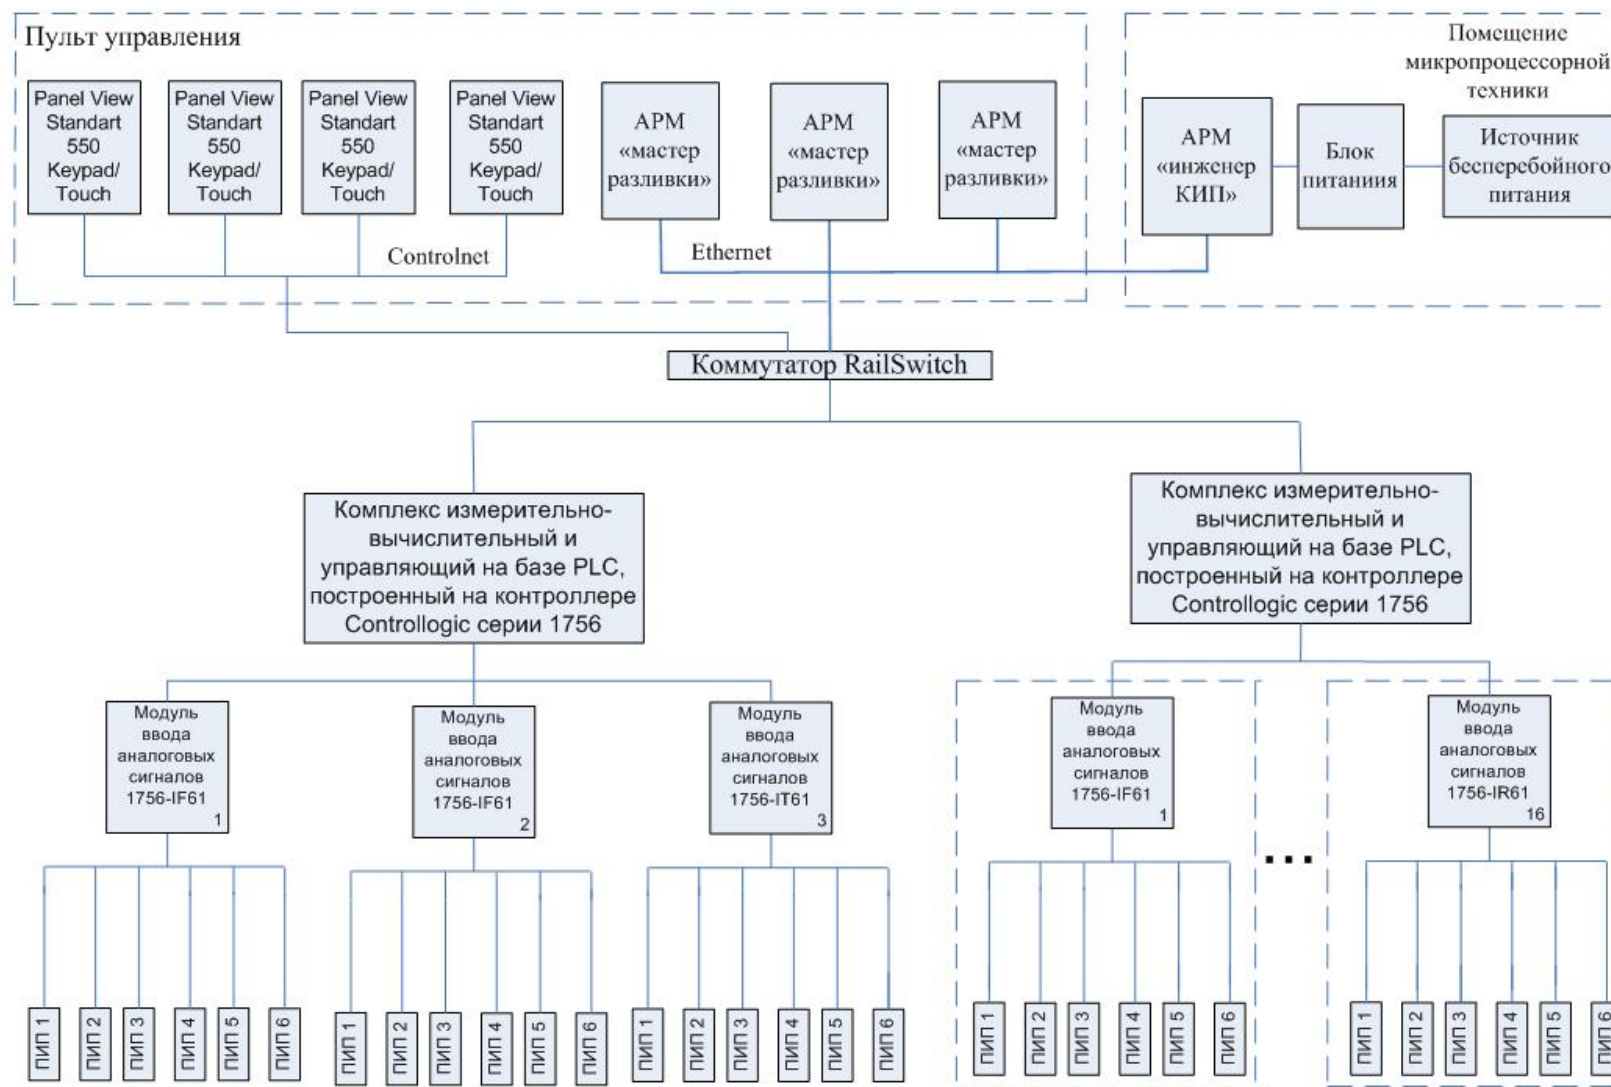 Пульт управления
Panel View
Standart
550
Keypad/
Touch
Panel View
Standart
550
Keypad/
Touch
Panel View
Standart
550
Keypad/
Touch
Panel View
Standart
550
Keypad/
Touch
АРМ
«мастер
разливки»
АРМ
«мастер
разливки»
АРМ
«мастер
разливки»
Controlnet
Ethernet
Помещение
микропроцессорной
техники
АРМ
«инженер
КИП»
Блок
питаниия
Источник
бесперебойного
питания
Коммутатор RailSwitch
Комплекс измерительно-
вычислительный и
управляющий на базе PLC,
построенный на контроллере
Controllogic серии 1756
Комплекс измерительно-
вычислительный и
управляющий на базе PLC,
построенный на контроллере
Controllogic серии 1756
Модуль
ввода
аналоговых
сигналов
1756-IF61
1
Модуль
ввода
аналоговых
сигналов
1756-IF61
2
Модуль
ввода
аналоговых
сигналов
1756-IT61
3
Модуль
ввода
аналоговых
сигналов
1756-IF61
1
...
Модуль
ввода
аналоговых
сигналов
1756-IR61
16
ПИП 1
ПИП 2
ПИП 3
ПИП 4
ПИП 5
ПИП 6
ПИП 1
ПИП 2
ПИП 3
ПИП 4
ПИП 5
ПИП 6
ПИП 1
ПИП 2
ПИП 3
ПИП 4
ПИП 5
ПИП 6
ПИП 1
ПИП 2
ПИП 3
ПИП 4
ПИП 5
ПИП 6
ПИП 1
ПИП 2
ПИП 3
ПИП 4
ПИП 5
ПИП 6